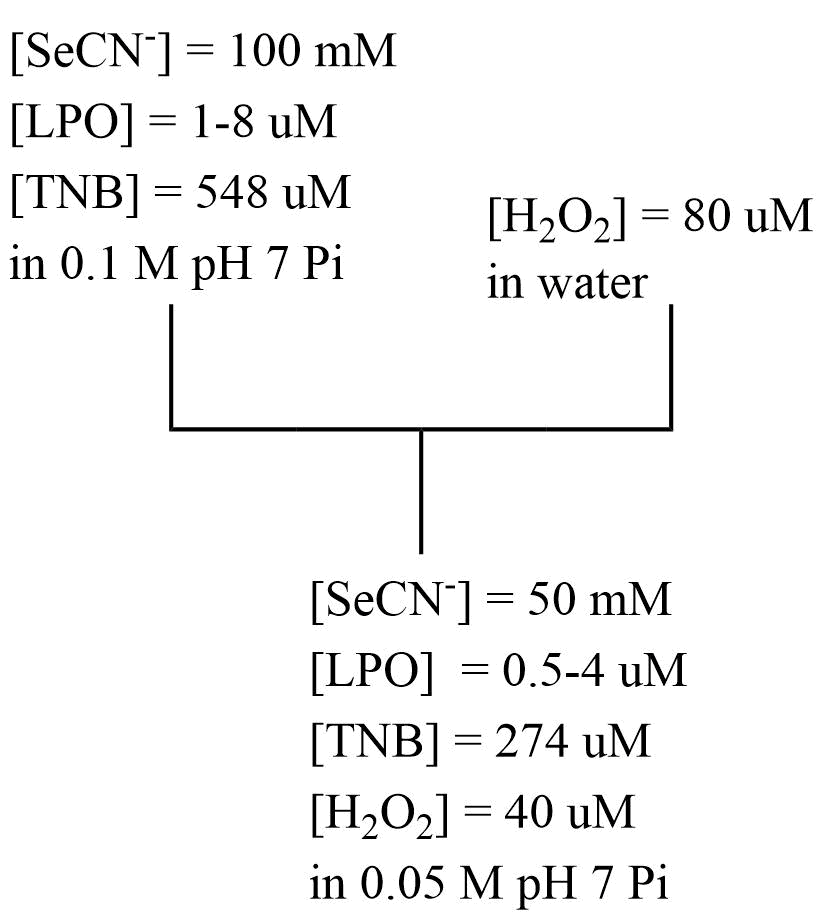 [SeCN⁻] = 100 mM
[LPO] = 1-8 uM
[TNB] = 548 uM
in 0.1 M pH 7 Pi
[H₂O₂] = 80 uM
in water
[SeCN⁻] = 50 mM
[LPO] = 0.5-4 uM
[TNB] = 274 uM
[H₂O₂] = 40 uM
in 0.05 M pH 7 Pi